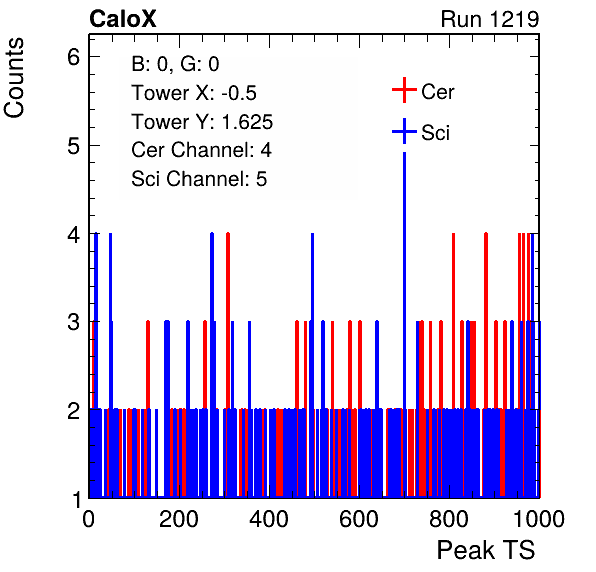 CaloX
Run 1219
Counts
6
5
4
3
2
1
B: 0, G: 0
Tower X: -0.5
Tower Y: 1.625
Cer Channel: 4
Sci Channel: 5
Cer
Sci
0 200 400 600 800 1000
Peak TS